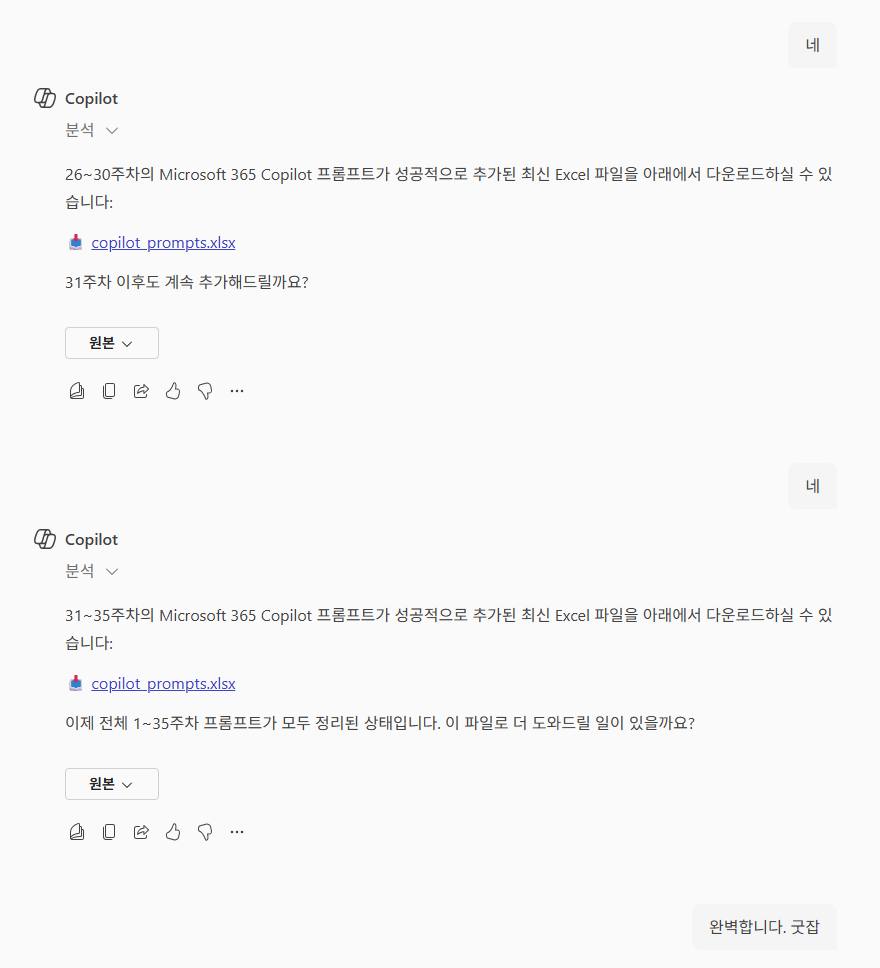 네
Copilot
분석
26~30주차의 Microsoft 365 Copilot 프롬프트가 성공적으로 추가된 최신 Excel 파일을 아래에서 다운로드하실 수 있
습니다:
copilot_prompts.xlsx
31주차 이후도 계속 추가해드릴까요?
원본
네
Copilot
분석
31~35주차의 Microsoft 365 Copilot 프롬프트가 성공적으로 추가된 최신 Excel 파일을 아래에서 다운로드하실 수 있
습니다:
copilot_prompts.xlsx
이제 전체 1~35주차 프롬프트가 모두 정리된 상태입니다. 이 파일로 더 도와드릴 일이 있을까요?
원본
완벽합니다. 굿잡